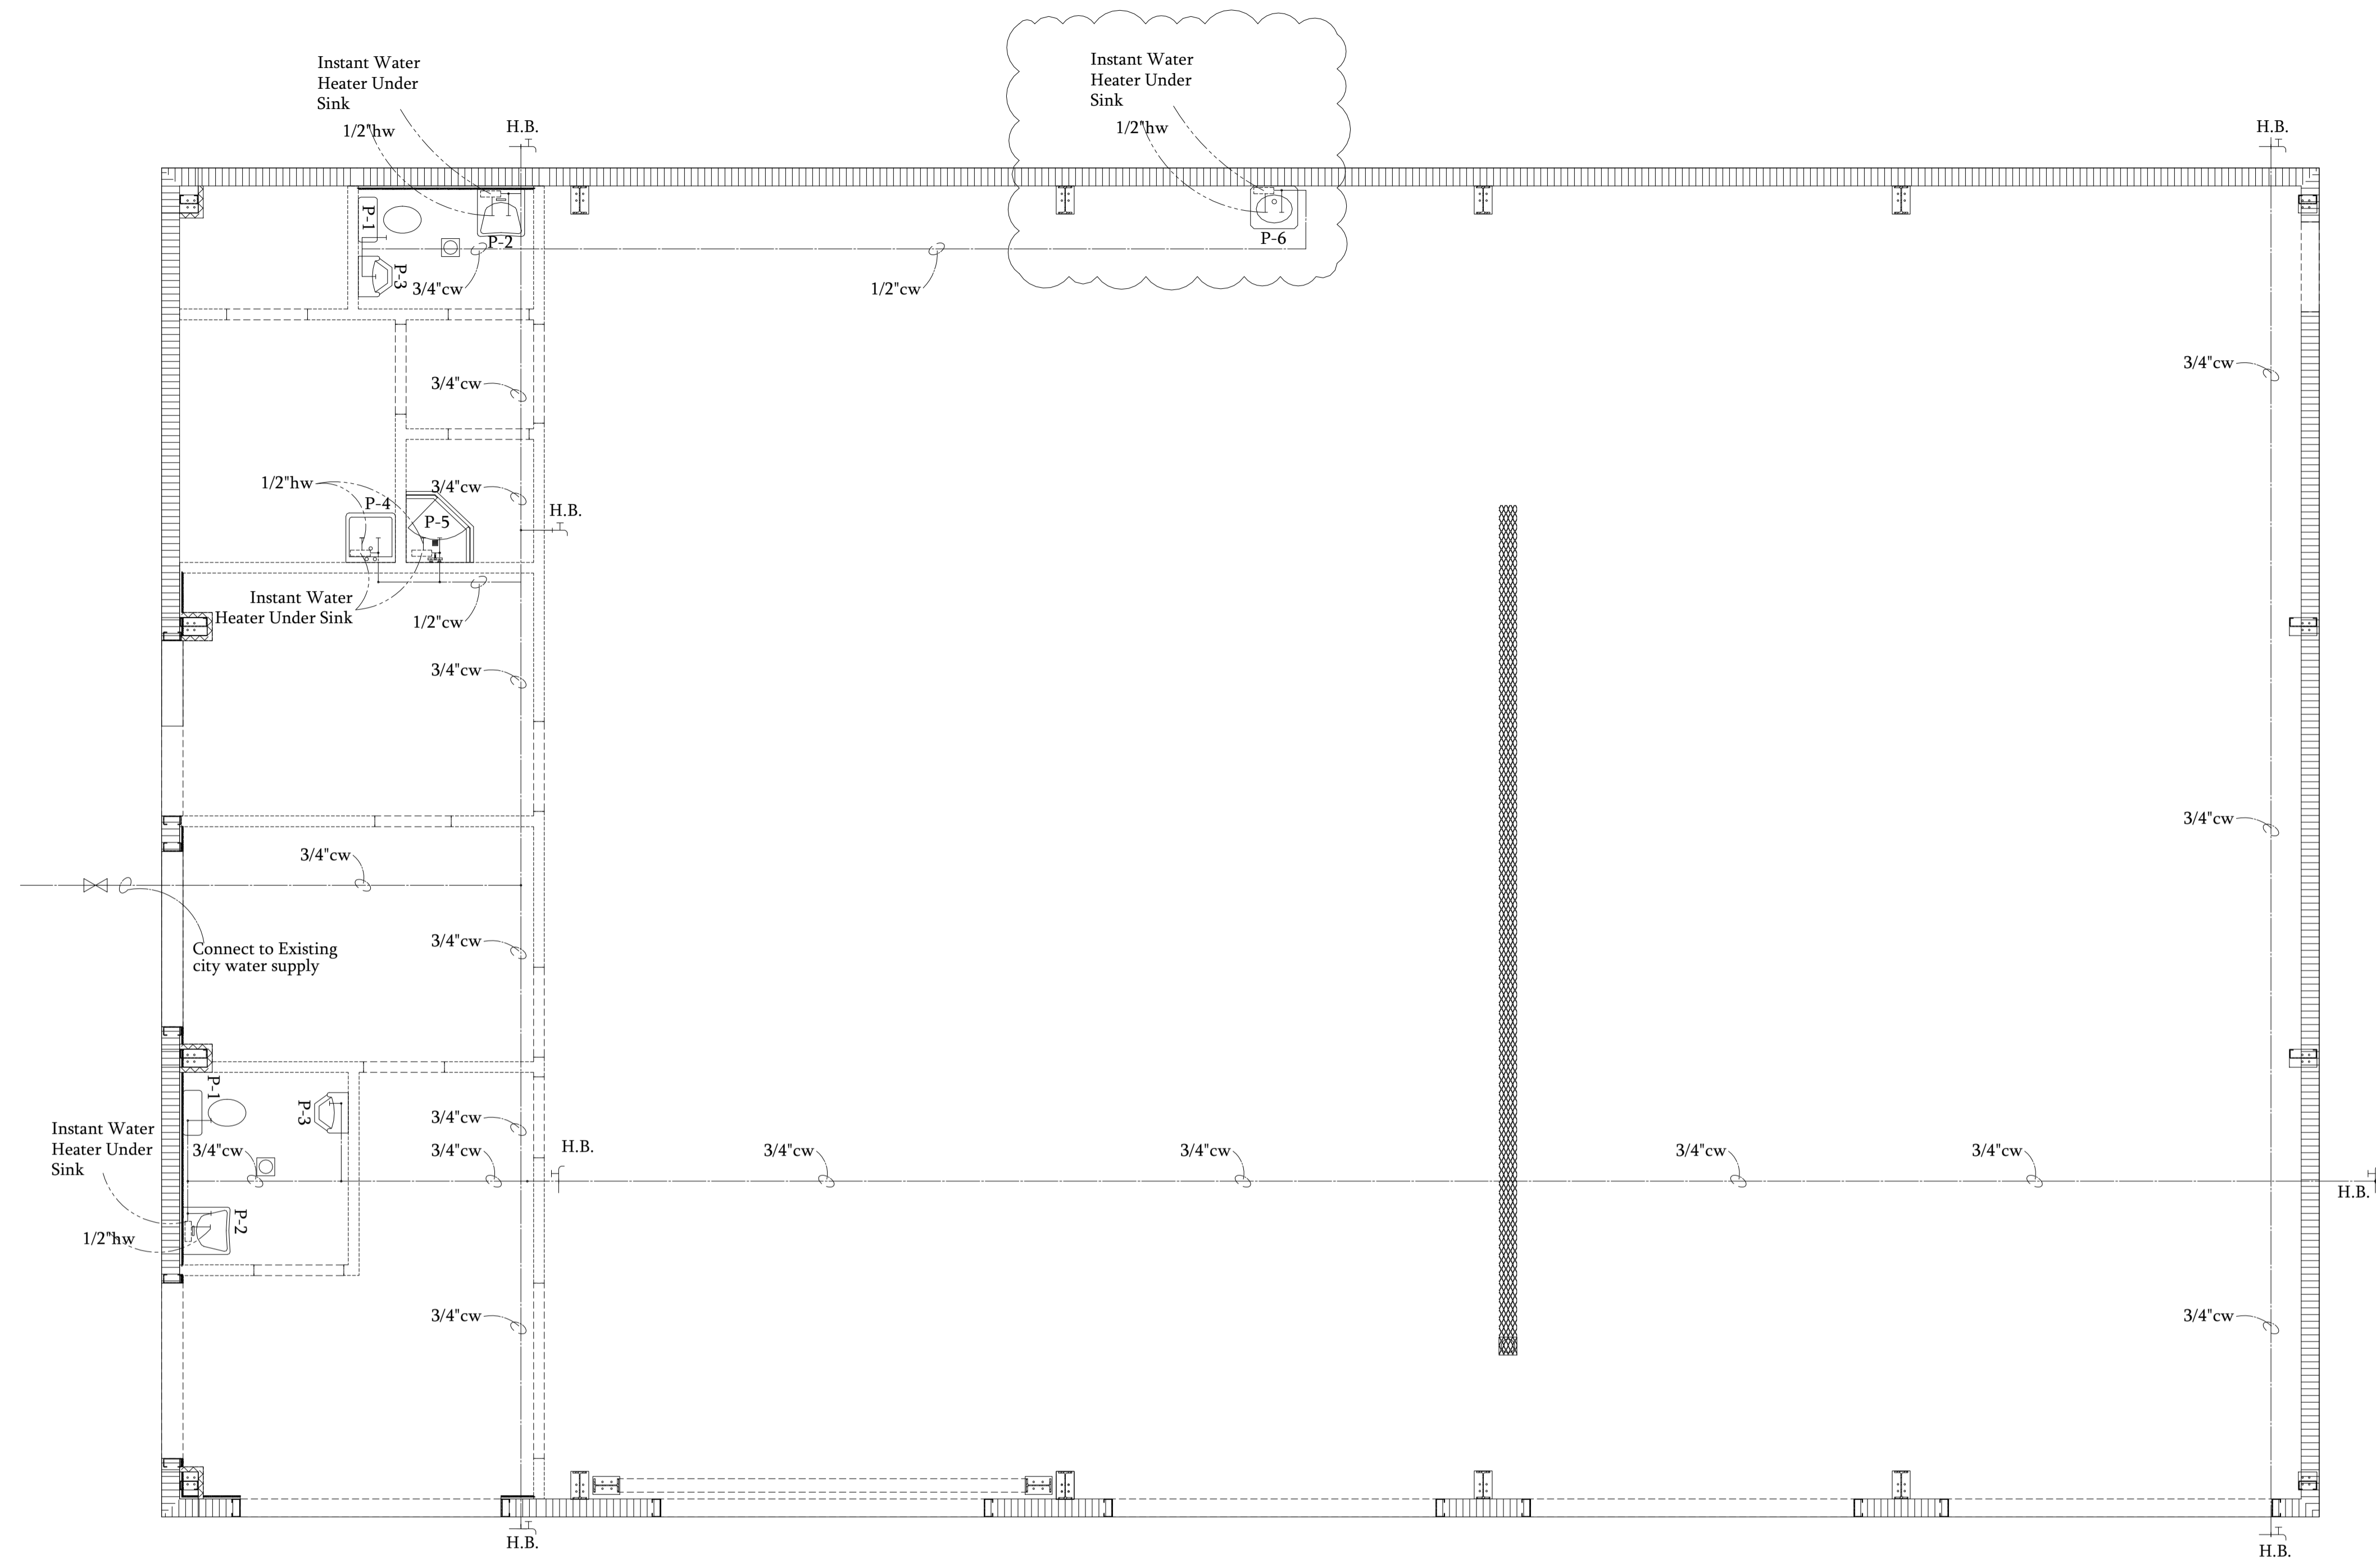 Instant Water
Heater Under
Sink
1/2"hw
H.B.
Instant Water
Heater Under
Sink
1/2"hw
H.B.
P-1
P-2
P-3
3/4"cw
1/2"cw
P-6
3/4"cw
3/4"cw
1/2"hw
P-4
3/4"cw
P-5
H.B.
Instant Water
Heater Under Sink
1/2"cw
3/4"cw
3/4"cw
3/4"cw
Connect to Existing
city water supply
3/4"cw
P-1
P-3
3/4"cw
Instant Water
Heater Under
Sink
3/4"cw
3/4"cw
H.B.
3/4"cw
3/4"cw
3/4"cw
3/4"cw
H.B.
P-2
1/2"hw
3/4"cw
3/4"cw
H.B.
H.B.